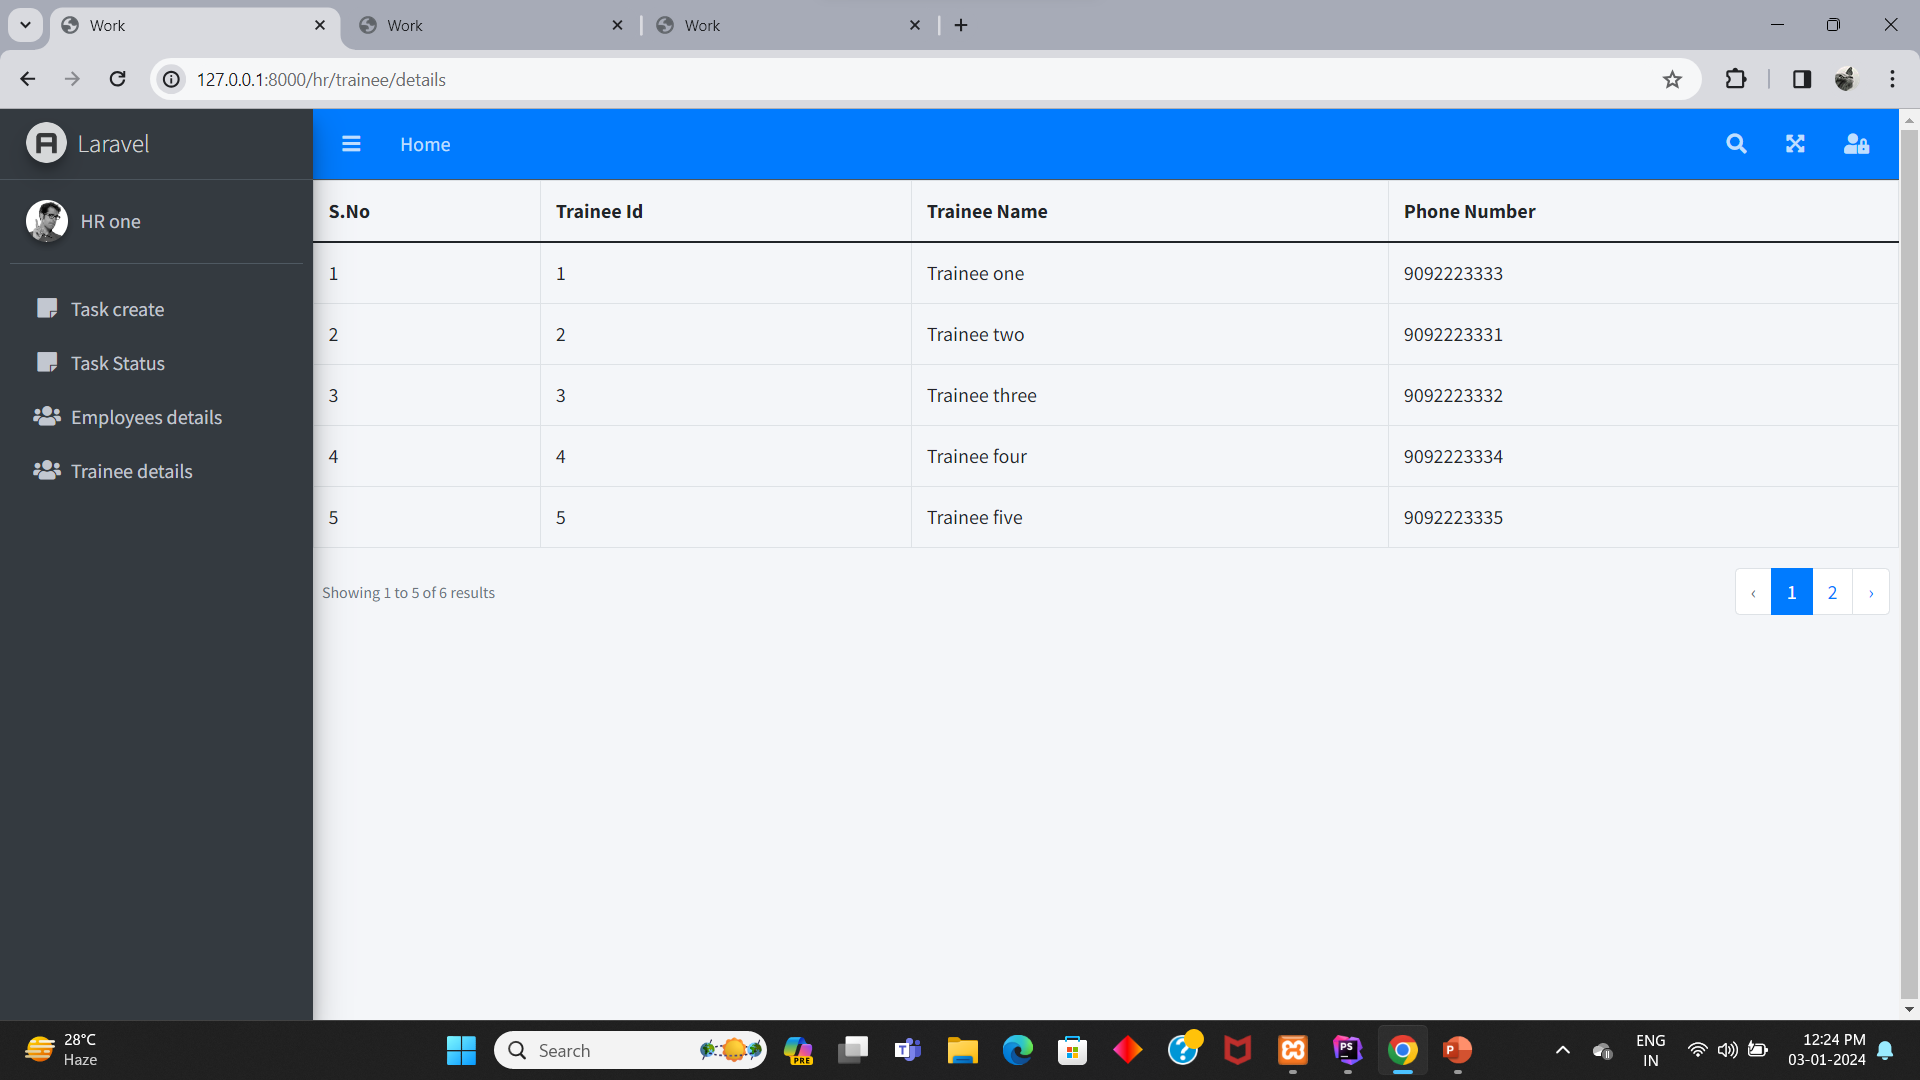 Work
Work
Work
127.0.0.1:8000/hr/trainee/details
Laravel
Home
HR one
Task create
Task Status
Employees details
Trainee details
S.No Trainee Id Trainee Name Phone Number
1 1 Trainee one 9092223333
2 2 Trainee two 9092223331
3 3 Trainee three 9092223332
4 4 Trainee four 9092223334
5 5 Trainee five 9092223335
Showing 1 to 5 of 6 results
‹ 1 2 ›
28°C
Haze
Search
PRE
PS
P
ENG
IN
12:24 PM
03-01-2024